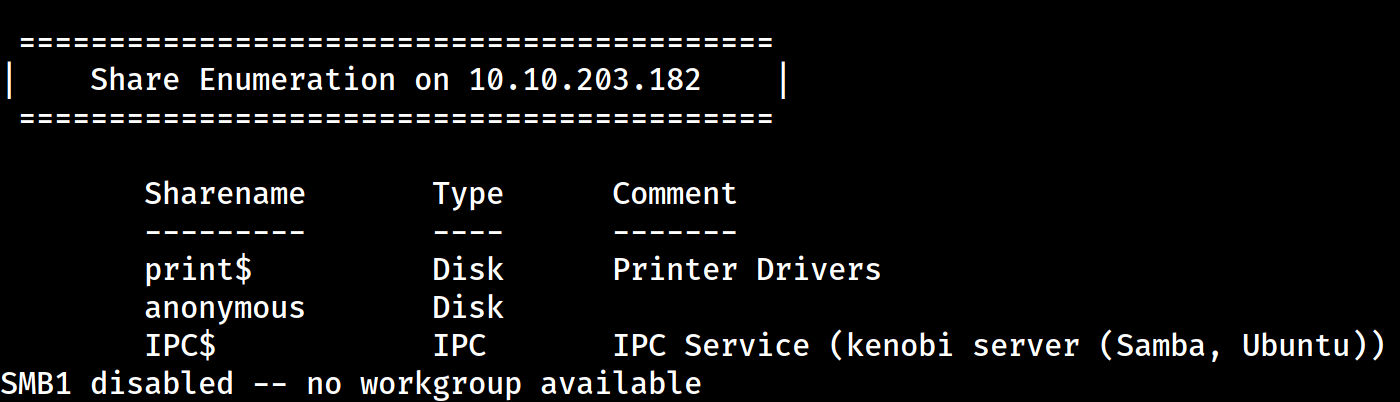 ==========================================
|    Share Enumeration on 10.10.203.182    |
==========================================
Sharename       Type      Comment
---------       ----      -------
print$          Disk      Printer Drivers
anonymous       Disk
IPC$            IPC       IPC Service (kenobi server (Samba, Ubuntu))
SMB1 disabled -- no workgroup available